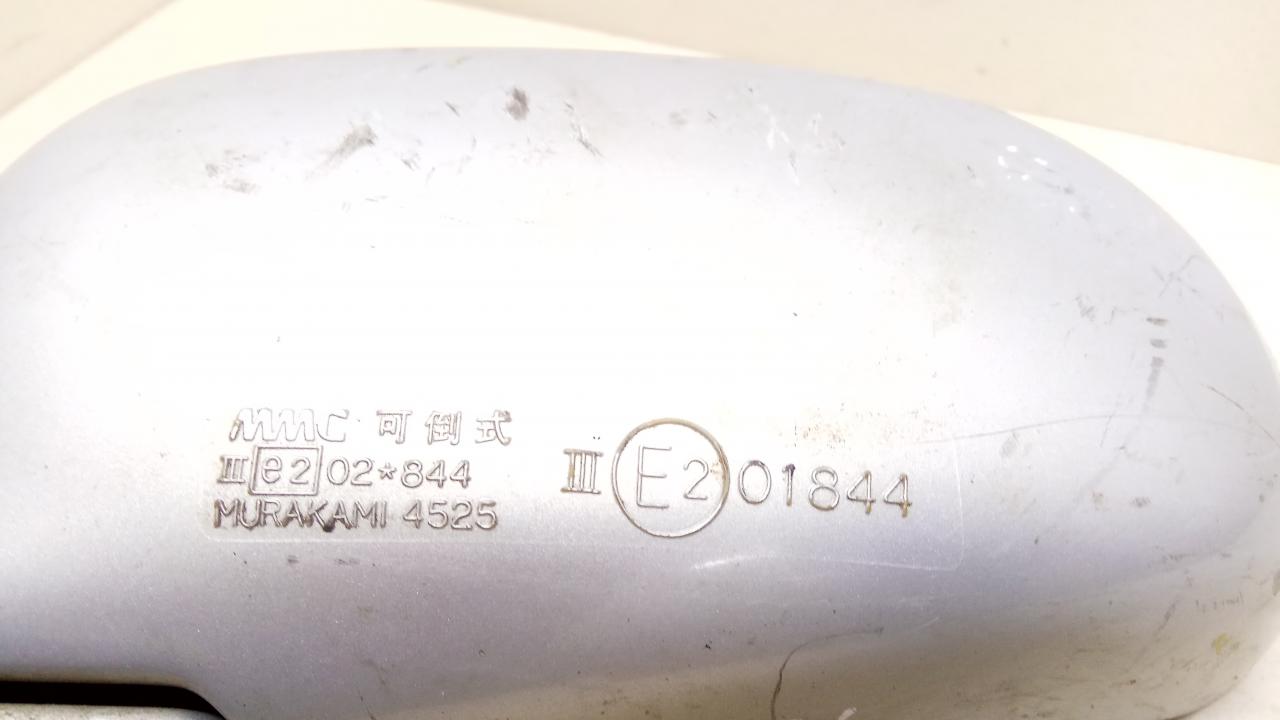 MMC 可倒式
III e2 02*844
MURAKAMI 4525
III E2 01844